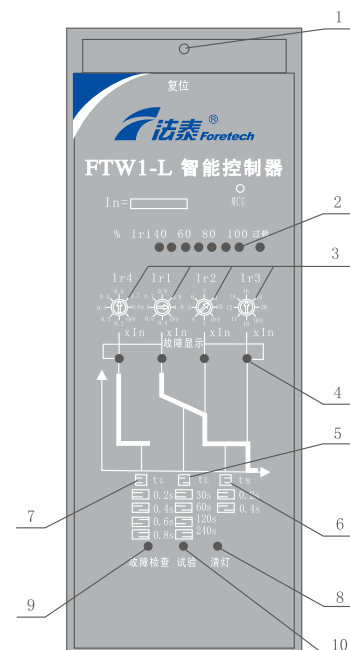 1
复位
法泰® Foretech
FTW1-L 智能控制器
In=
MCU
2
% Ir1 40 60 80 100 过载
3
Ir4 Ir1 Ir2 Ir3
xIn xIn xIn xIn
故障显示
4
5
tG tL ts
7
0.2s 30s 0.2s
0.4s 60s 0.4s
6
0.6s 120s
0.8s 240s
故障检查 试验 清灯
8
9
10